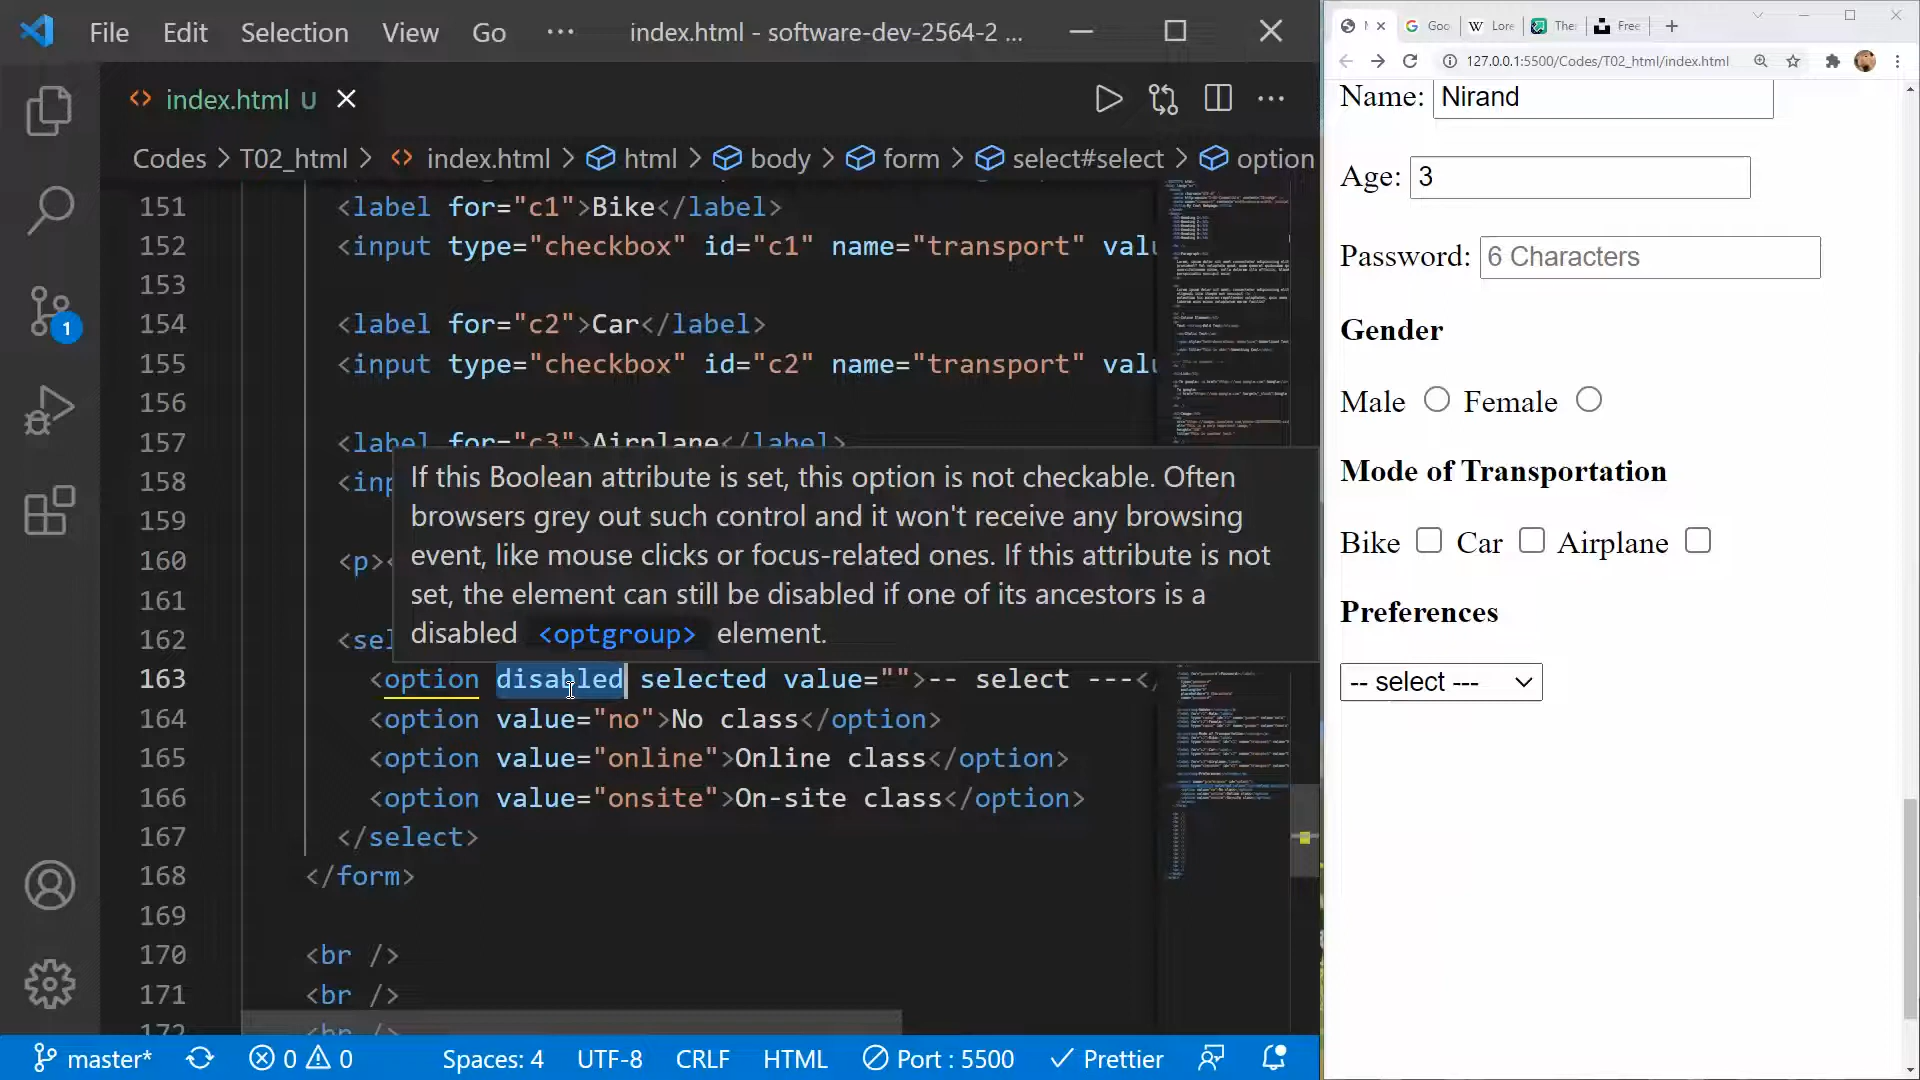 File Edit Selection View Go ··· index.html - software-dev-2564-2 ...
index.html U
Codes > T02_html > index.html > html > body > form > select#select > option
151 <label for="c1">Bike</label>
152 <input type="checkbox" id="c1" name="transport" valu
153
154 <label for="c2">Car</label>
155 <input type="checkbox" id="c2" name="transport" valu
156
157 <label for="c3">Airplane</label>
158 <inp
159
160 <p><
161
162 <sel
If this Boolean attribute is set, this option is not checkable. Often
browsers grey out such control and it won't receive any browsing
event, like mouse clicks or focus-related ones. If this attribute is not
set, the element can still be disabled if one of its ancestors is a
disabled <optgroup> element.
163 <option disabled selected value="">-- select ---</
164 <option value="no">No class</option>
165 <option value="online">Online class</option>
166 <option value="onsite">On-site class</option>
167 </select>
168 </form>
169
170 <br />
171 <br />
172 <br />
1
master* 0 0 Spaces: 4 UTF-8 CRLF HTML Port : 5500 Prettier
Goo Lore The Free
127.0.0.1:5500/Codes/T02_html/index.html
Name: Nirand
Age: 3
Password: 6 Characters
Gender
Male Female
Mode of Transportation
Bike Car Airplane
Preferences
-- select ---